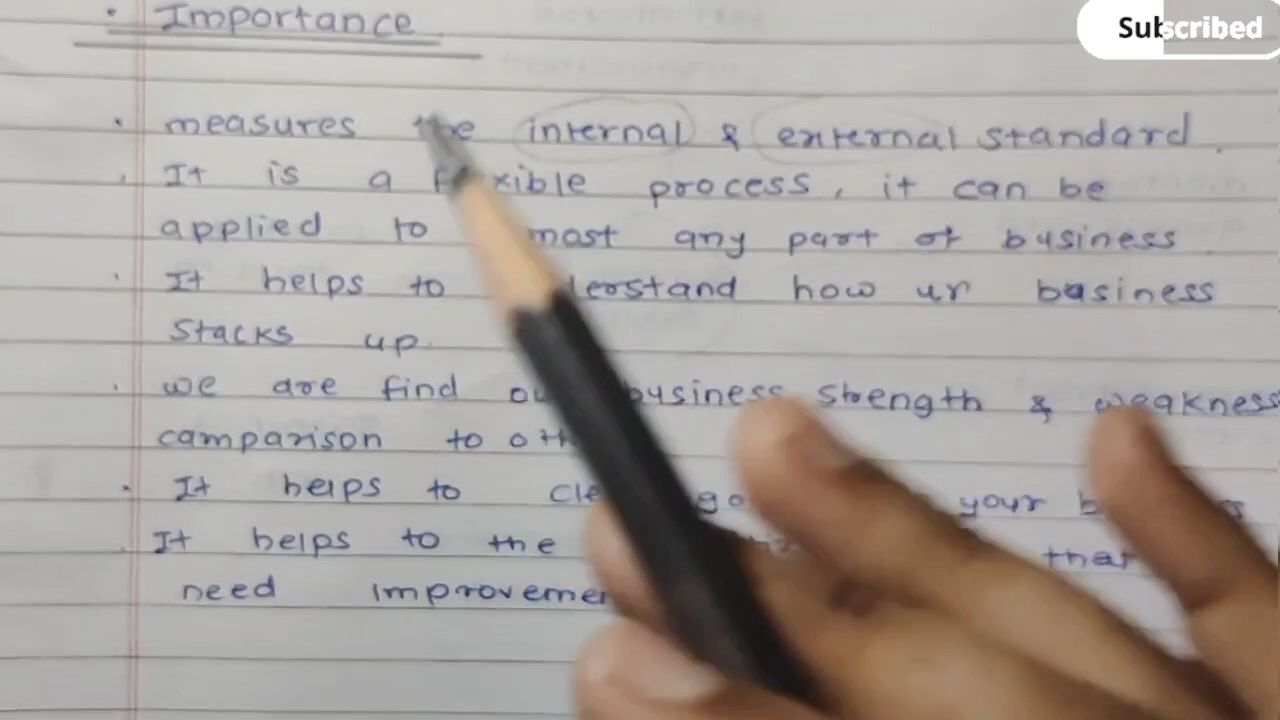 • Importance
Subscribed
• measures the internal & external standard.
• It is a flexible process, it can be
applied to most any part of business.
• It helps to understand how ur business
Stacks up.
• we are find our business strength & weakness
camparison to
• It helps to your
It helps to the that
need improvement